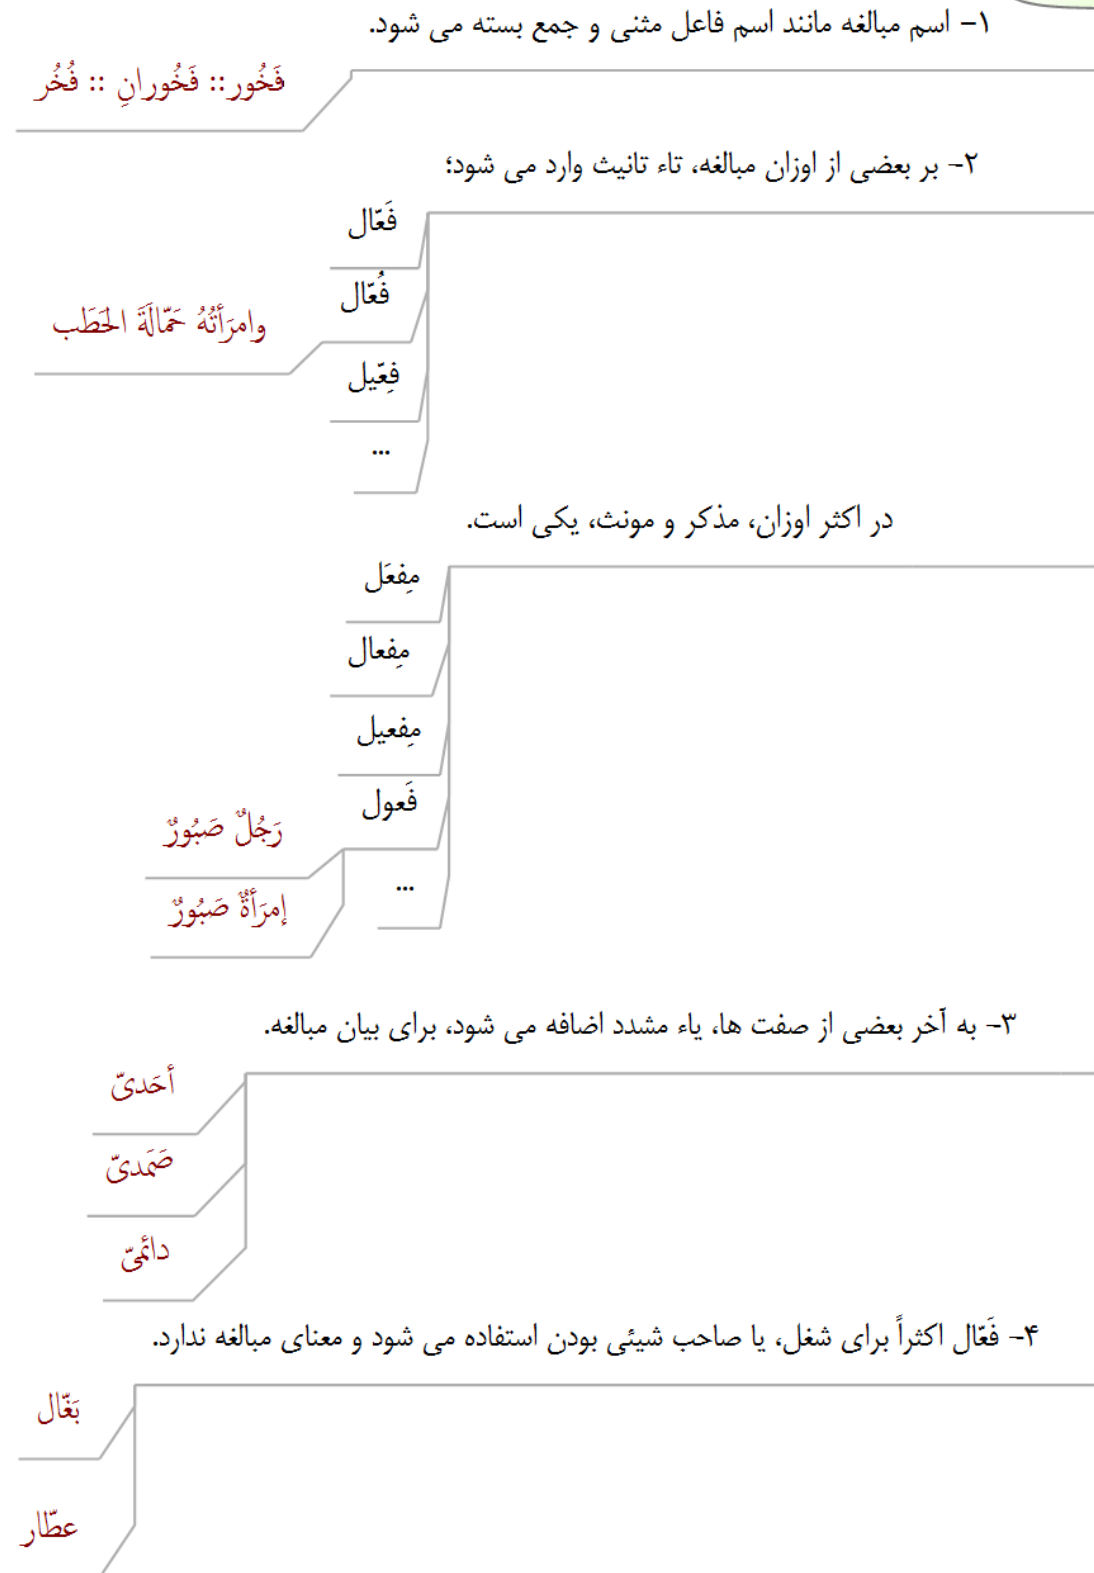 ۱- اسم مبالغه مانند اسم فاعل مثنی و جمع بسته می شود.
فَخُور:: فَخُورانِ :: فُخُر
۲- بر بعضی از اوزان مبالغه، تاء تانیث وارد می شود؛
فَعّال
فُعّال
وامرَأتُهُ حَمّالَةَ الحَطَب
فِعّیل
...
در اکثر اوزان، مذکر و مونث، یکی است.
مِفعَل
مِفعال
مِفعیل
فَعول
رَجُلٌ صَبُورٌ
إمرَأةٌ صَبُورٌ
...
۳- به آخر بعضی از صفت ها، یاء مشدد اضافه می شود، برای بیان مبالغه.
أحَدیّ
صَمَدیّ
دائمیّ
۴- فَعّال اکثراً برای شغل، یا صاحب شیئی بودن استفاده می شود و معنای مبالغه ندارد.
بَغّال
عطّار